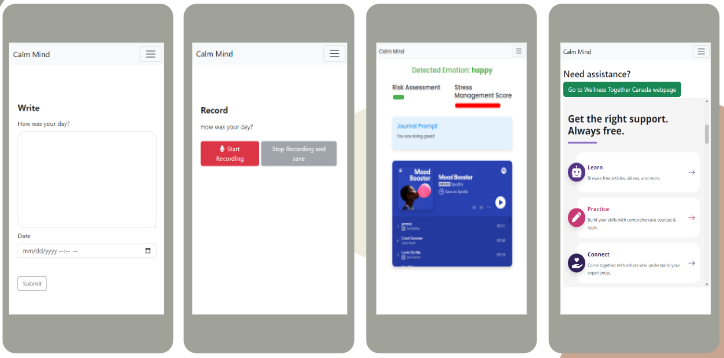 Calm Mind
Write
How was your day?
Date
mm/dd/yyyy --:-- --
Submit
Calm Mind
Record
How was your day?
Start
Recording
Stop Recording and
save
Calm Mind
Detected Emotion: happy
Risk Assessment
Stress
Management Score
Journal Prompt
You are doing great!
Mood
Booster
Mood Booster
Spotify
Save on Spotify
Calm Mind
Need assistance?
Go to Wellness Together Canada webpage
Get the right support.
Always free.
Learn
Browse free articles, videos, and more.
Practice
Build your skills with comprehensive courses &
apps.
Connect
Come together with others who understand your
experiences.